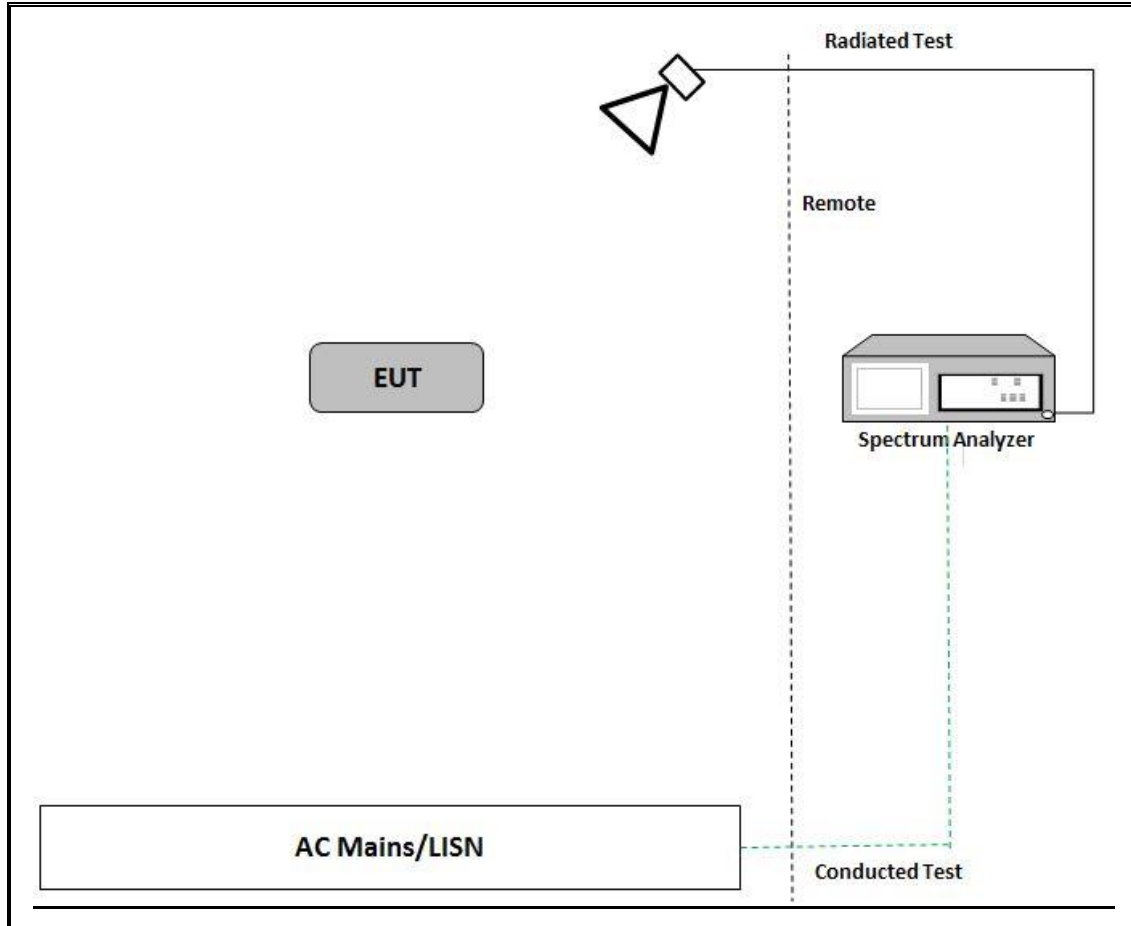 Radiated Test
Remote
EUT
Spectrum Analyzer
AC Mains/LISN
Conducted Test